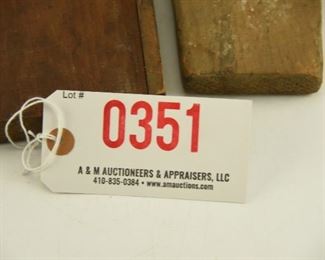 Lot #
0351
A & M AUCTIONEERS & APPRAISERS, LLC
410-835-0384 • www.amauctions.com